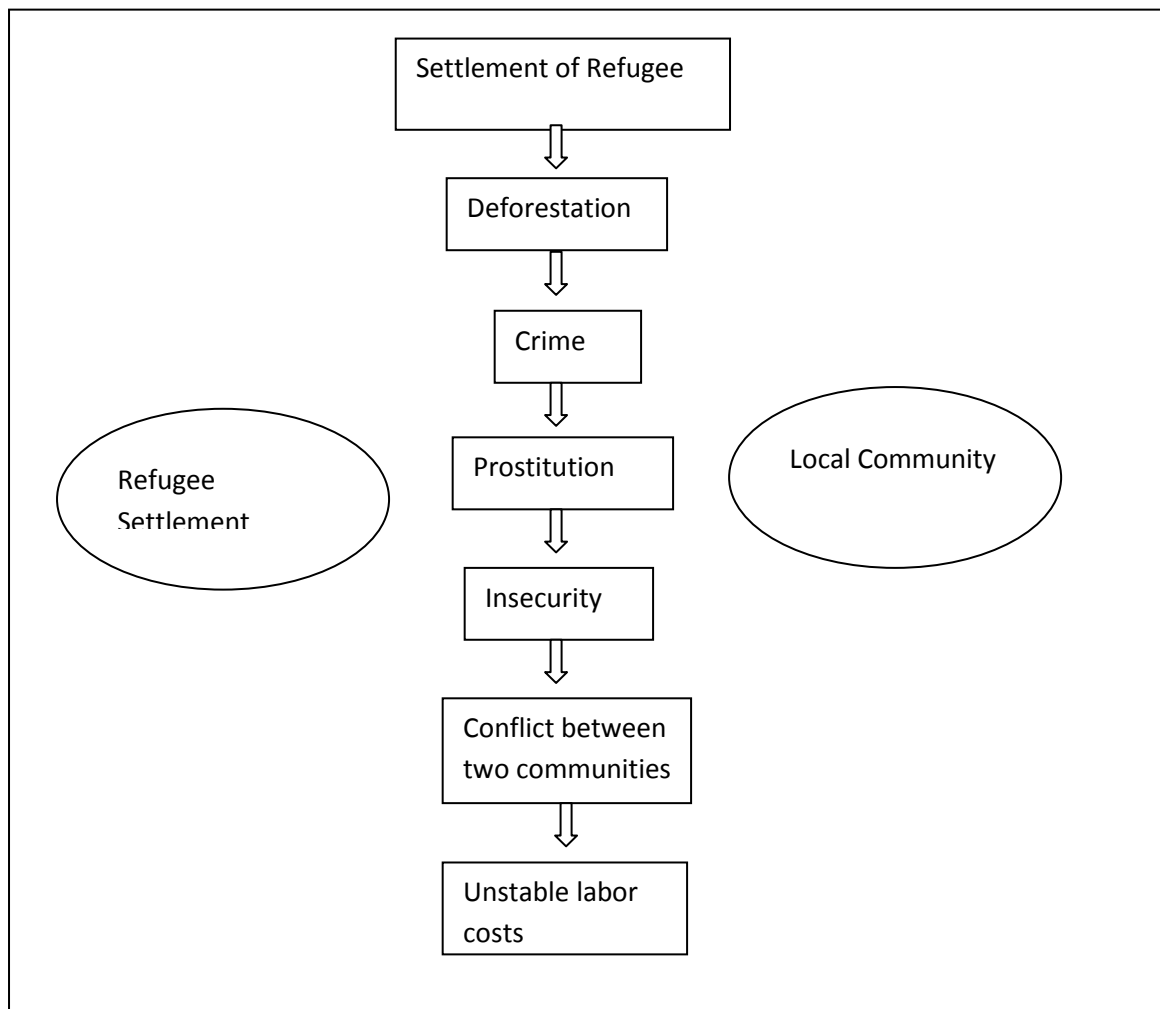 Settlement of Refugee
Deforestation
Crime
Prostitution
Local Community
Refugee
Settlement
Insecurity
Conflict between
two communities
Unstable labor
costs